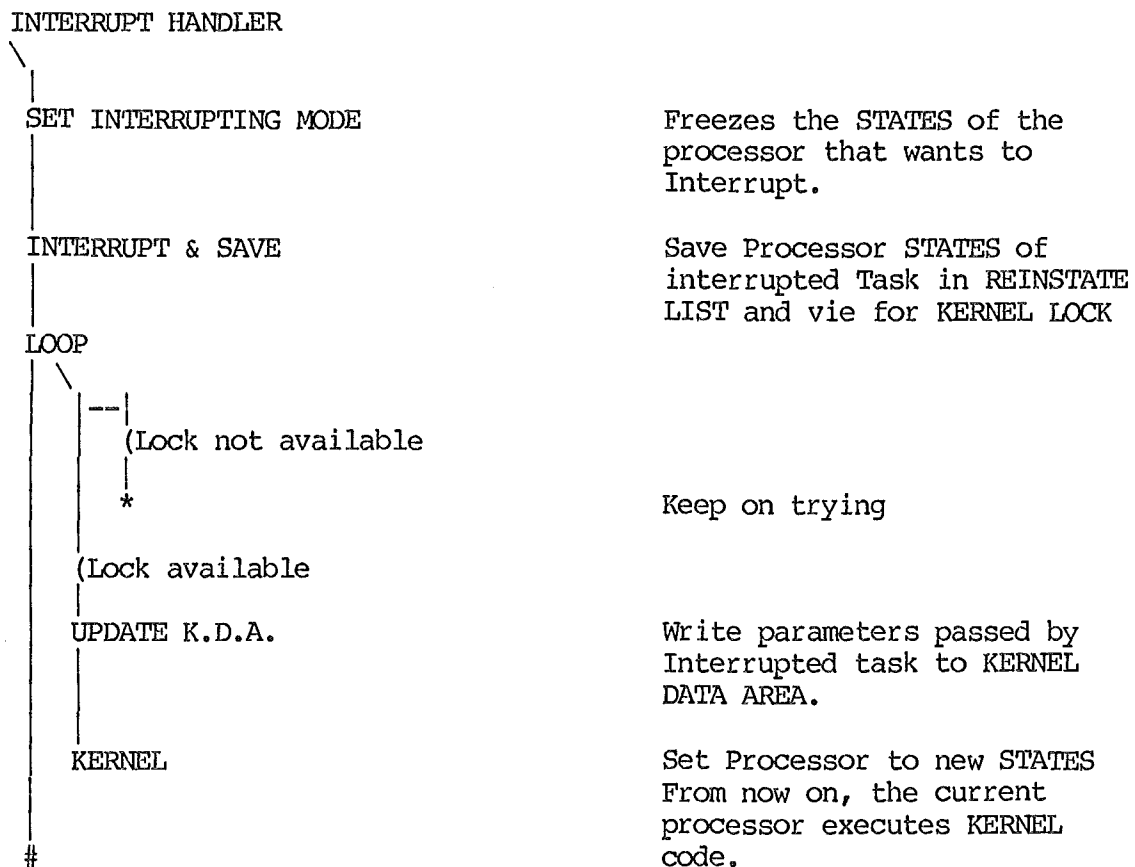 INTERRUPT HANDLER
SET INTERRUPTING MODE
Freezes the STATES of the
processor that wants to
Interrupt.
INTERRUPT & SAVE
Save Processor STATES of
interrupted Task in REINSTATE
LIST and vie for KERNEL LOCK
LOOP
(Lock not available
*
Keep on trying
(Lock available
UPDATE K.D.A.
Write parameters passed by
Interrupted task to KERNEL
DATA AREA.
KERNEL
Set Processor to new STATES
From now on, the current
processor executes KERNEL
code.
#